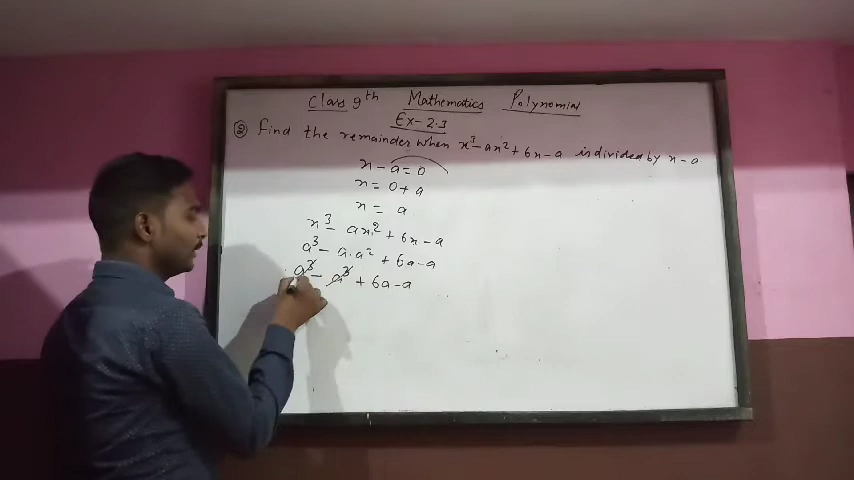 Class 9th Mathematics Polynomial
Ex-2.3
② Find the remainder when x³-ax²+6x-a is divided by x-a
x-a=0
x=0+a
x=a
x³-ax²+6x-a
a³-a.a²+6a-a
a³-a³+6a-a